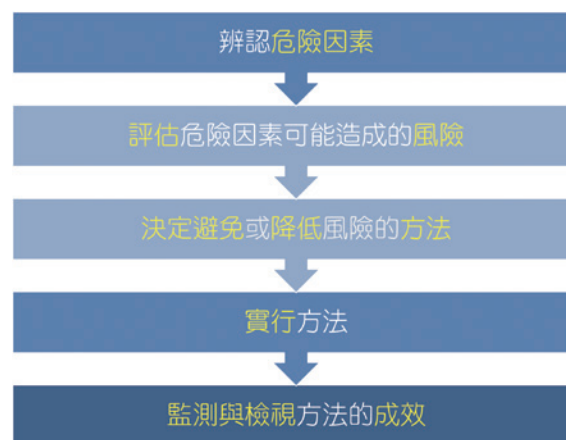 辨認危險因素
評估危險因素可能造成的風險
決定避免或降低風險的方法
實行方法
監測與檢視方法的成效